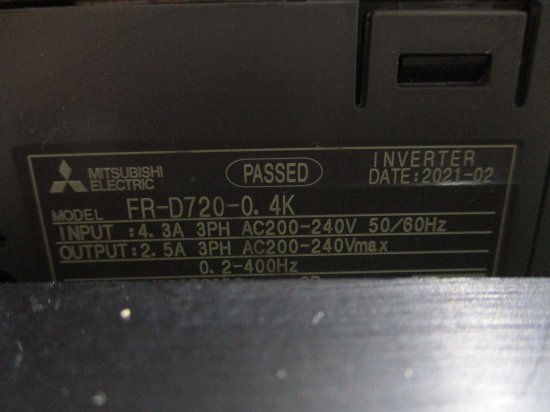 MITSUBISHI
ELECTRIC
PASSED
INVERTER
DATE:2021-02
MODEL FR-D720-0.4K
INPUT :4.3A 3PH AC200-240V 50/60Hz
OUTPUT:2.5A 3PH AC200-240Vmax
0.2-400Hz